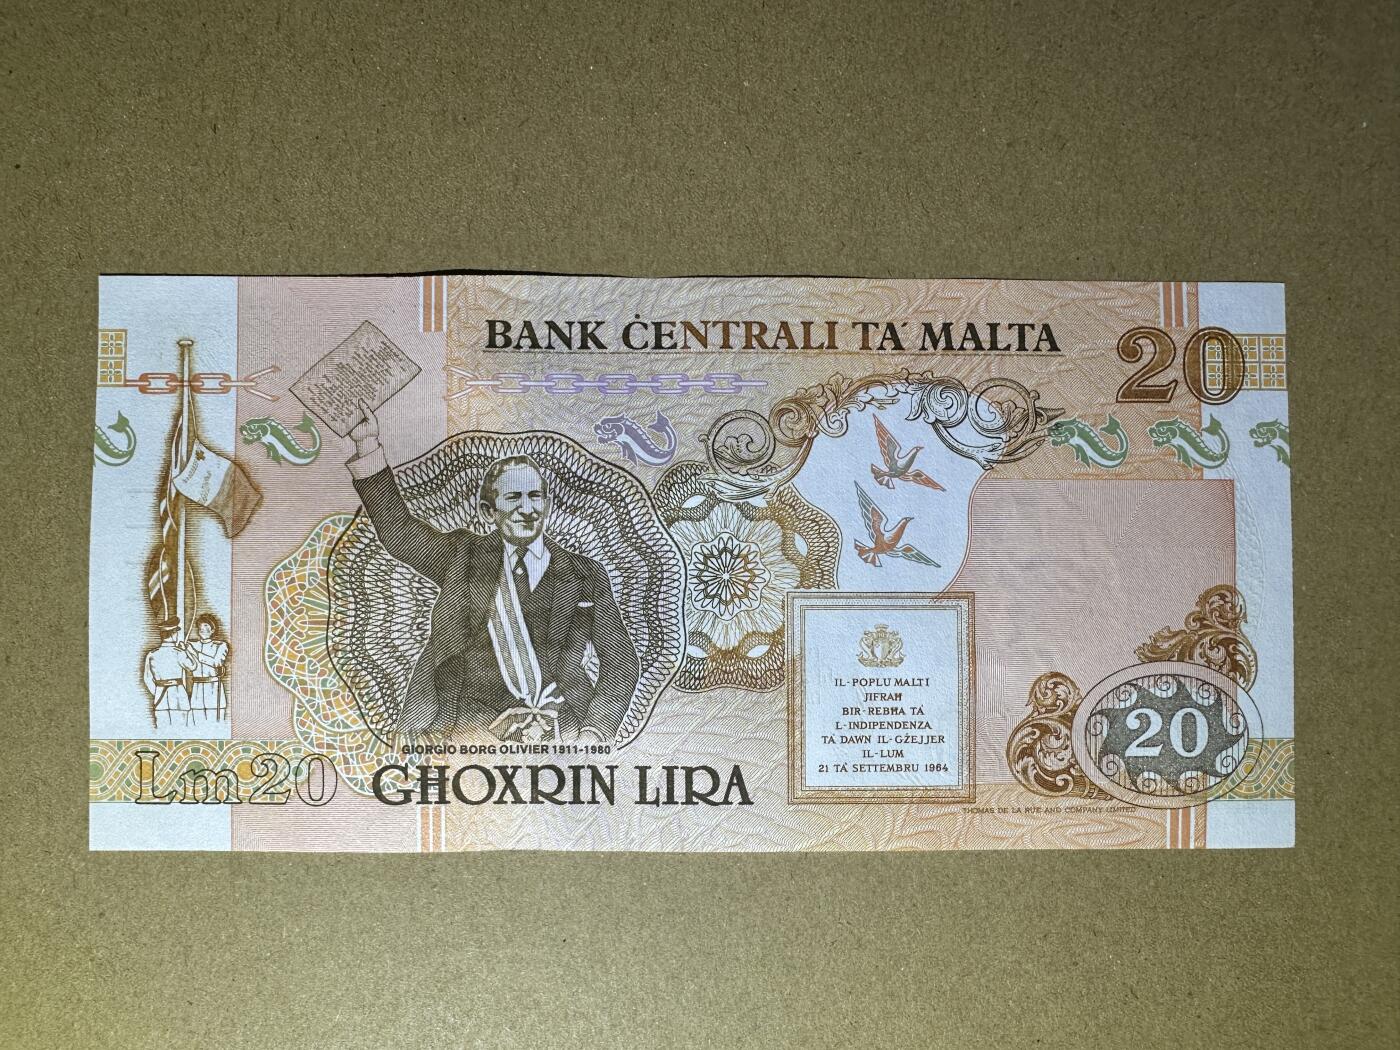 BANK ĊENTRALI TA' MALTA
20
GIORGIO BORG OLIVIER 1911-1980
Lm20
GĦOXRIN LIRA
IL-POPLU MALTI
JIFRAĦ
BIR-REBĦA TA'
L-INDIPENDENZA
TA' DAWN IL-GŻEJJER
IL-LUM
21 TA' SETTEMBRU 1964
20
THOMAS DE LA RUE AND COMPANY LIMITED